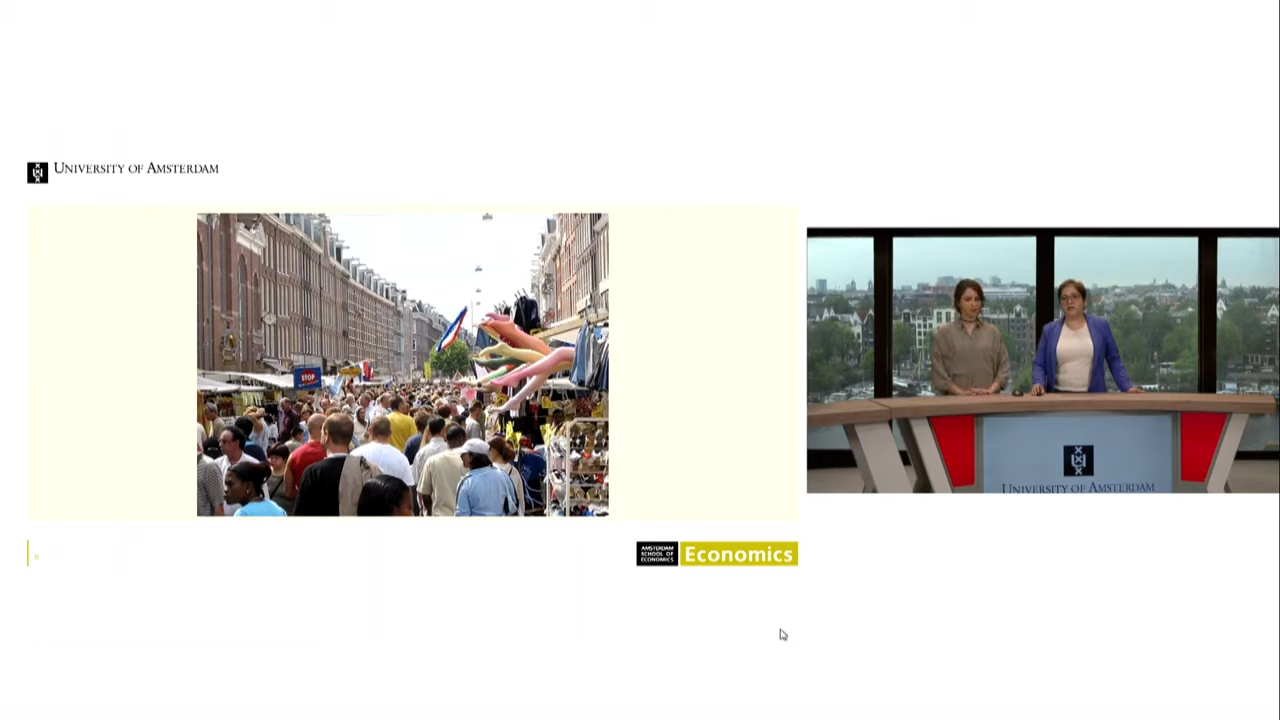 UNIVERSITY OF AMSTERDAM
STOP
AMSTERDAM
SCHOOL OF
ECONOMICS
Economics
UNIVERSITY OF AMSTERDAM